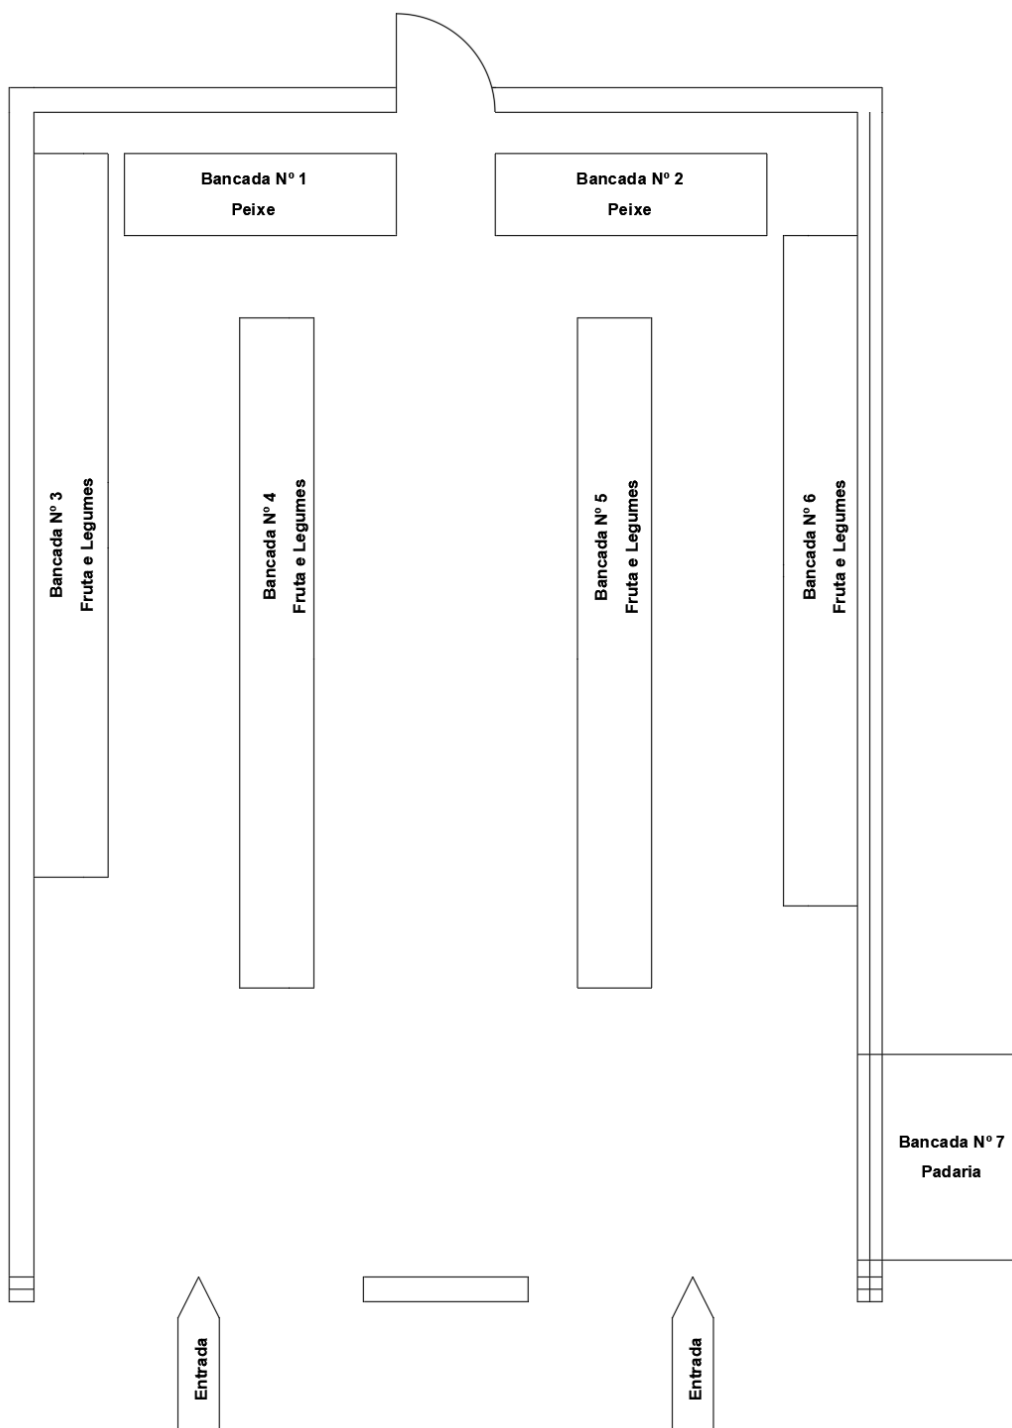 Bancada Nº 1
Peixe
Bancada Nº 2
Peixe
Bancada Nº 3
Fruta e Legumes
Bancada Nº 4
Fruta e Legumes
Bancada Nº 5
Fruta e Legumes
Bancada Nº 6
Fruta e Legumes
Bancada Nº 7
Padaria
Entrada
Entrada